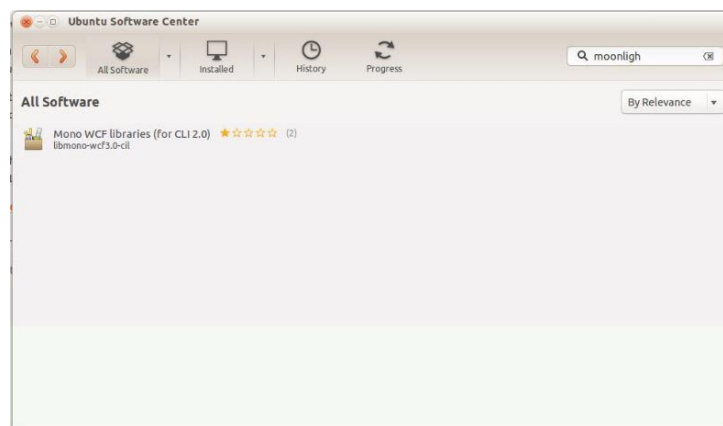 Ubuntu Software Center
All Software
Installed
History
Progress
moonligh
All Software
By Relevance
Mono WCF libraries (for CLI 2.0) (2)
libmono-wcf3.0-cil